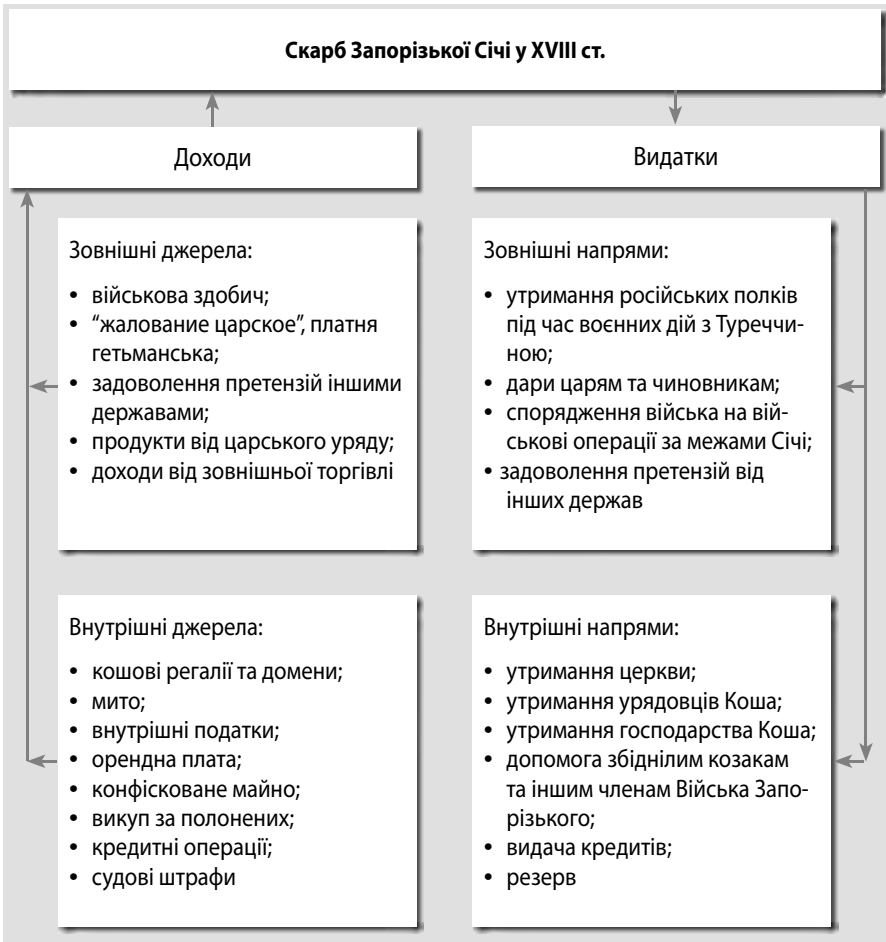 Скарб Запорізької Січі у XVIII ст.
Доходи
Видатки
Зовнішні джерела:
• військова здобич;
• “жалование царское”, платня
гетьманська;
• задоволення претензій іншими
державами;
• продукти від царського уряду;
• доходи від зовнішньої торгівлі
Зовнішні напрями:
• утримання російських полків
під час воєнних дій з Туреччи-
ною;
• дари царям та чиновникам;
• спорядження війська на вій-
ськові операції за межами Січі;
• задоволення претензій від
інших держав
Внутрішні джерела:
• кошові регалії та домени;
• мито;
• внутрішні податки;
• орендна плата;
• конфісковане майно;
• викуп за полонених;
• кредитні операції;
• судові штрафи
Внутрішні напрями:
• утримання церкви;
• утримання урядовців Коша;
• утримання господарства Коша;
• допомога збіднілим козакам
та іншим членам Війська Запо-
різького;
• видача кредитів;
• резерв